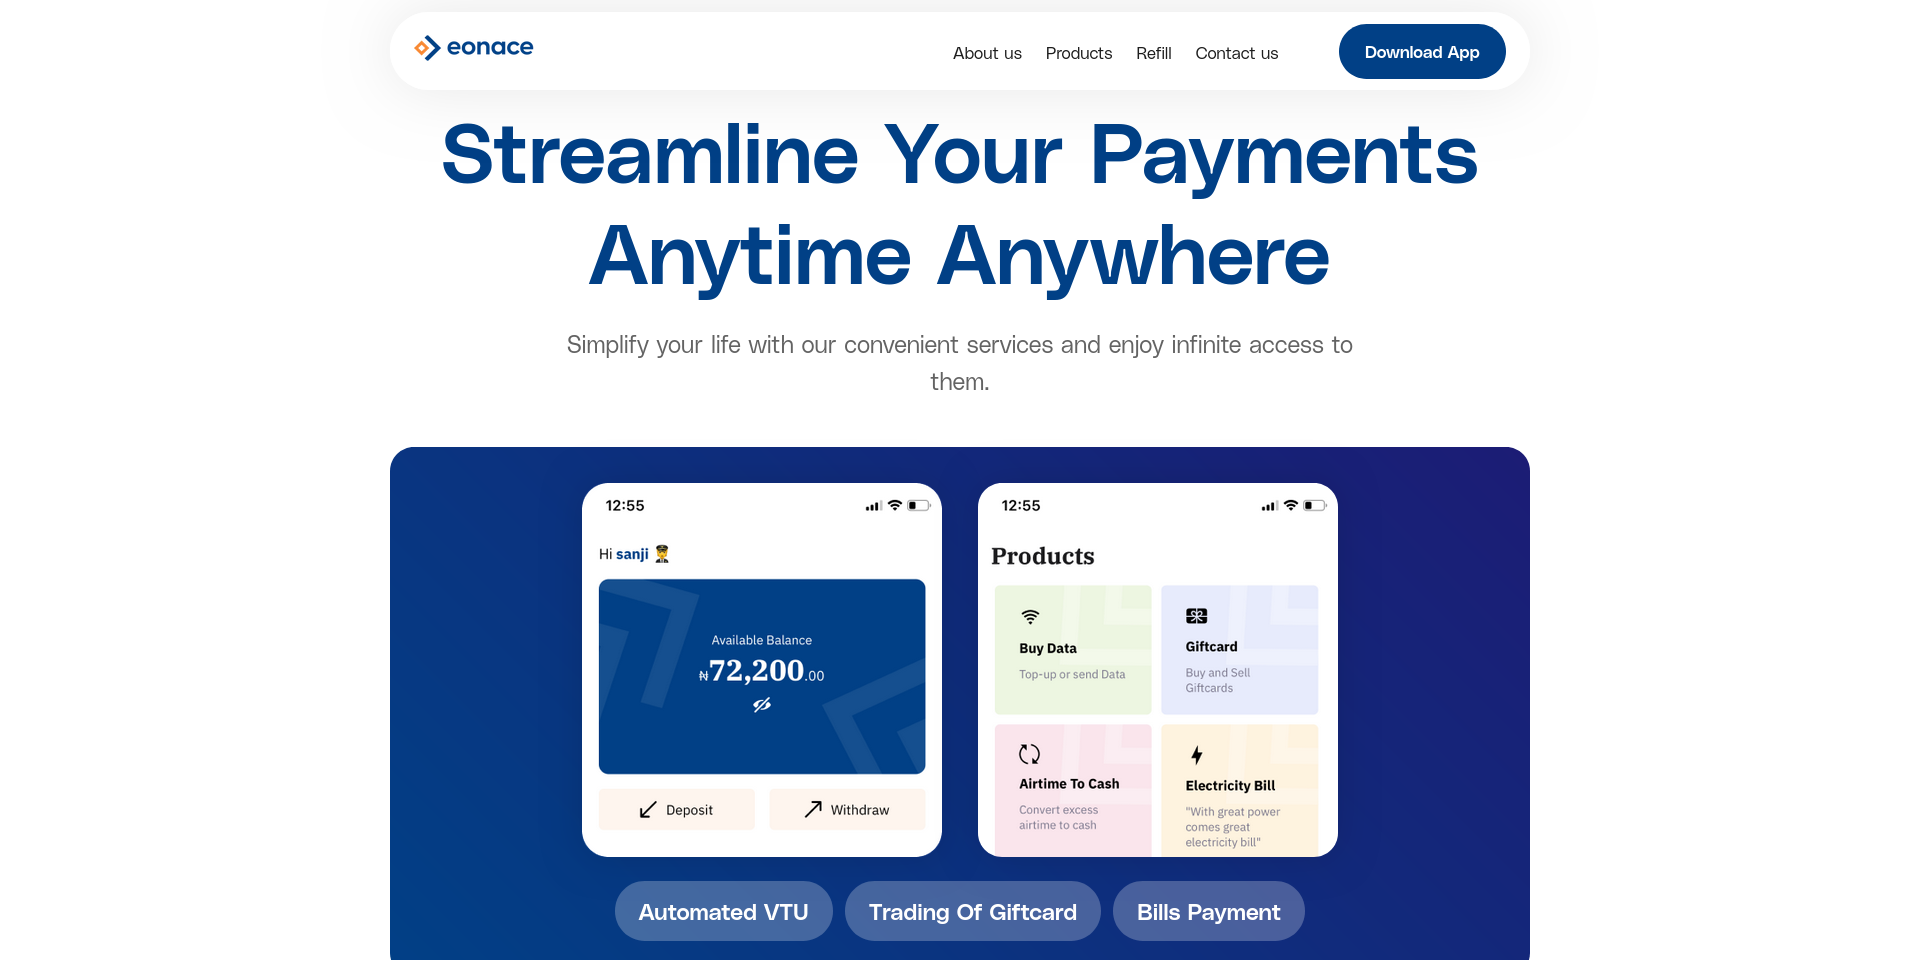 eonace
About us
Products
Refill
Contact us
Download App
Streamline Your Payments
Anytime Anywhere
Simplify your life with our convenient services and enjoy infinite access to
them.
12:55
Hi sanji
Available Balance
₦72,200.00
Deposit
Withdraw
12:55
Products
Buy Data
Top-up or send Data
Giftcard
Buy and Sell
Giftcards
Airtime To Cash
Convert excess
airtime to cash
Electricity Bill
"With great power
comes great
electricity bill"
Automated VTU
Trading Of Giftcard
Bills Payment